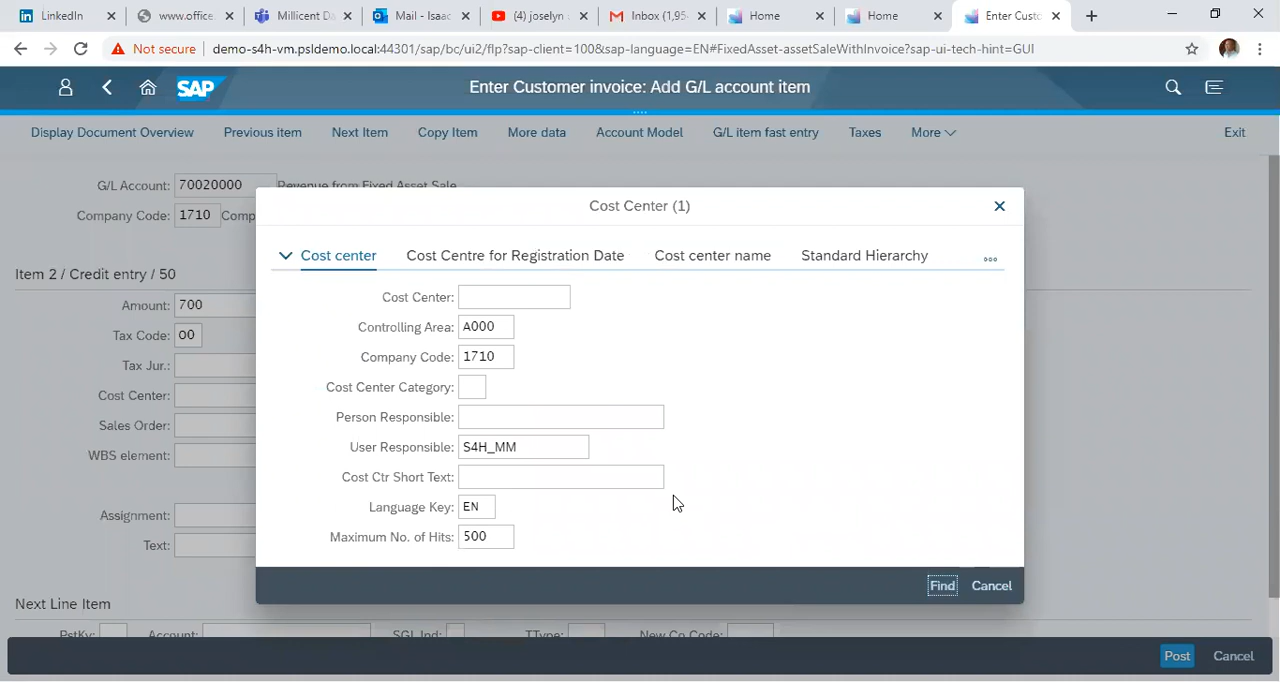 LinkedIn
www.office.
Millicent Da
Mail - Isaac
(4) joselyn
Inbox (1,95
Home
Home
Enter Custo
Not secure
demo-s4h-vm.psldemo.local:44301/sap/bc/ui2/flp?sap-client=100&sap-language=EN#FixedAsset-assetSaleWithInvoice?sap-ui-tech-hint=GUI
SAP
Enter Customer invoice: Add G/L account item
Display Document Overview
Previous item
Next Item
Copy Item
More data
Account Model
G/L item fast entry
Taxes
More
Exit
G/L Account: 70020000 Revenue from Fixed Asset Sale
Company Code: 1710 Comp
Item 2 / Credit entry / 50
Amount: 700
Tax Code: OO
Tax Jur.:
Cost Center:
Sales Order:
WBS element:
Assignment:
Text:
Cost Center (1)
Cost center
Cost Centre for Registration Date
Cost center name
Standard Hierarchy
Cost Center:
Controlling Area: A000
Company Code: 1710
Cost Center Category:
Person Responsible:
User Responsible: S4H_MM
Cost Ctr Short Text:
Language Key: EN
Maximum No. of Hits: 500
Find
Cancel
Next Line Item
PstKy: Account: SGL Ind: TType: New Co Code:
Post
Cancel